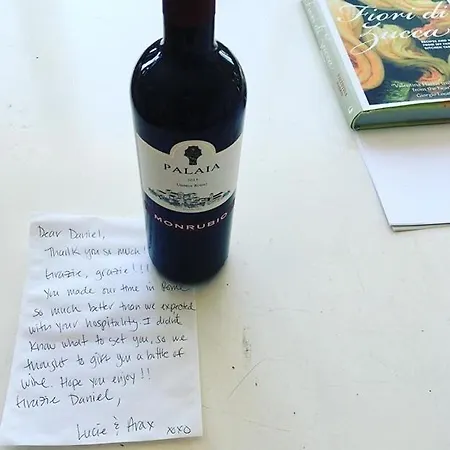 Fiori di
Zucca
PALAIA
MONRUBIO
Dear Daniel,
Thank you so much!
Grazie, grazie!!!
You made our time in Rome
so much better than we expected
with your hospitality. I didn't
know what to get you, so we
thought to gift you a bottle of
wine. Hope you enjoy!!
Grazie Daniel,
Lucie & Arax xoxo